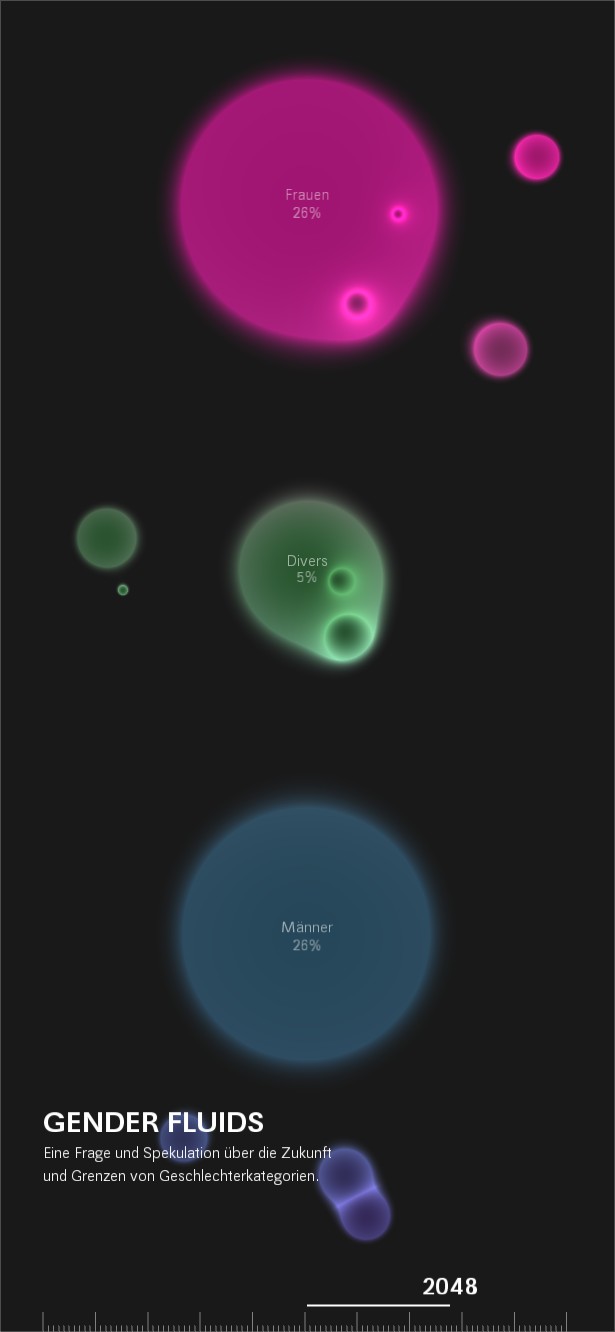 Frauen
26%
Divers
5%
Männer
26%
GENDER FLUIDS
Eine Frage und Spekulation über die Zukunft
und Grenzen von Geschlechterkategorien.
2048